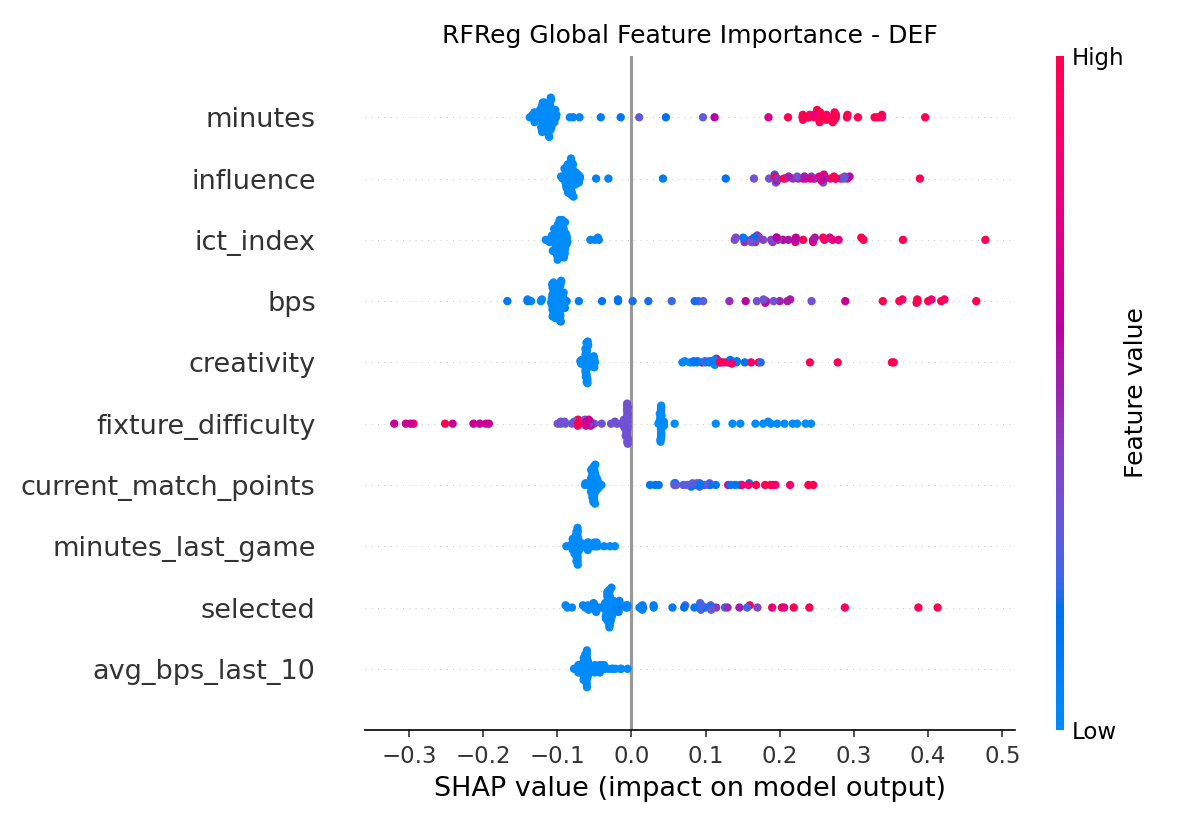 RFReg Global Feature Importance - DEF
High
minutes
influence
ict_index
bps
creativity
fixture_difficulty
current_match_points
minutes_last_game
selected
avg_bps_last_10
Feature value
Low
−0.3 −0.2 −0.1 0.0 0.1 0.2 0.3 0.4 0.5
SHAP value (impact on model output)